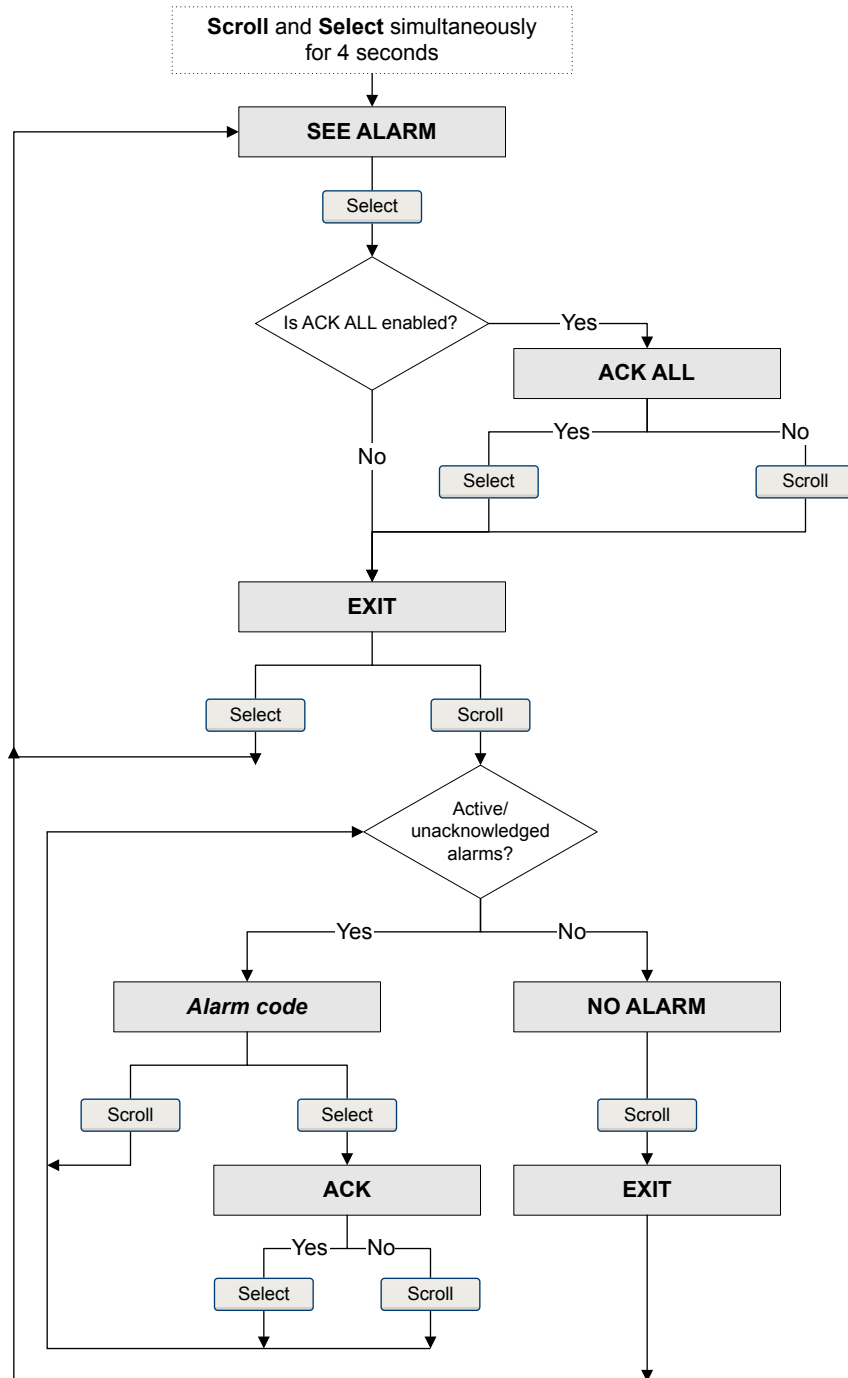 Scroll and Select simultaneously
for 4 seconds
SEE ALARM
Select
Is ACK ALL enabled?
Yes
ACK ALL
Yes
No
No
Select
Scroll
EXIT
Select
Scroll
Active/
unacknowledged
alarms?
Yes
No
Alarm code
NO ALARM
Scroll
Select
Scroll
ACK
EXIT
Yes
No
Select
Scroll